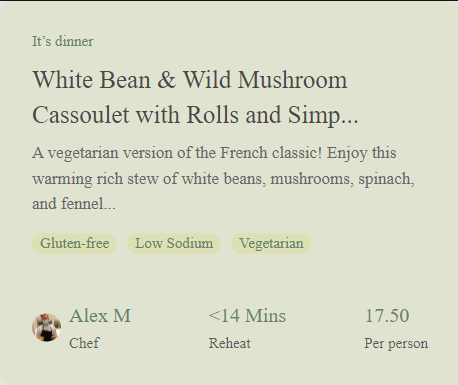 It's dinner
White Bean & Wild Mushroom
Cassoulet with Rolls and Simp...
A vegetarian version of the French classic! Enjoy this
warming rich stew of white beans, mushrooms, spinach,
and fennel...
Gluten-free Low Sodium Vegetarian
Alex M <14 Mins 17.50
Chef Reheat Per person